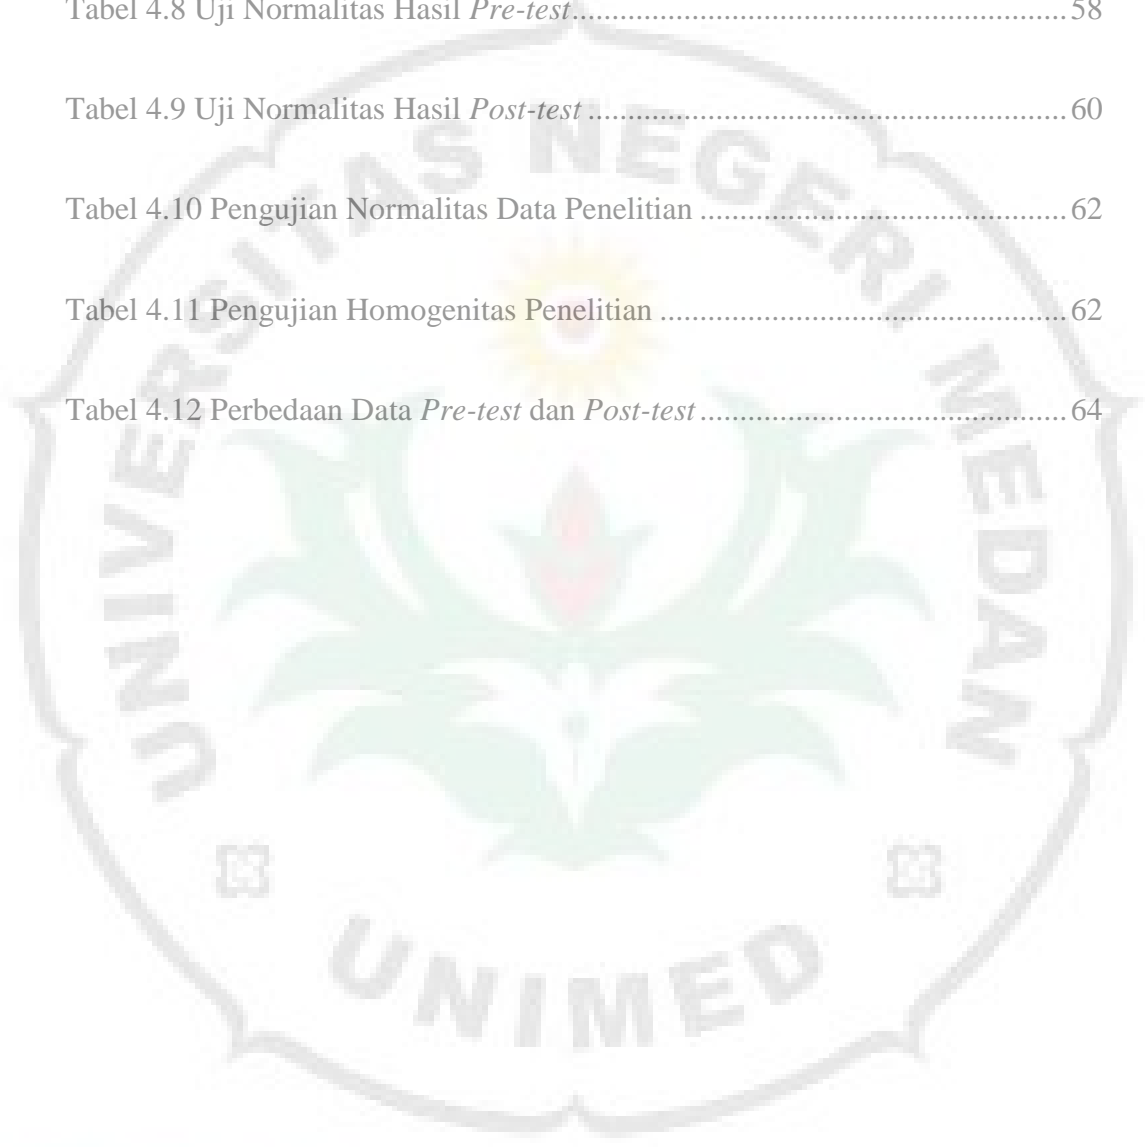 Tabel 4.8 Uji Normalitas Hasil Pre-test.............................................................58
Tabel 4.9 Uji Normalitas Hasil Post-test ...........................................................60
Tabel 4.10 Pengujian Normalitas Data Penelitian .............................................62
Tabel 4.11 Pengujian Homogenitas Penelitian ..................................................62
Tabel 4.12 Perbedaan Data Pre-test dan Post-test.............................................64
UNIVERSITAS NEGERI MEDAN
UNIMED